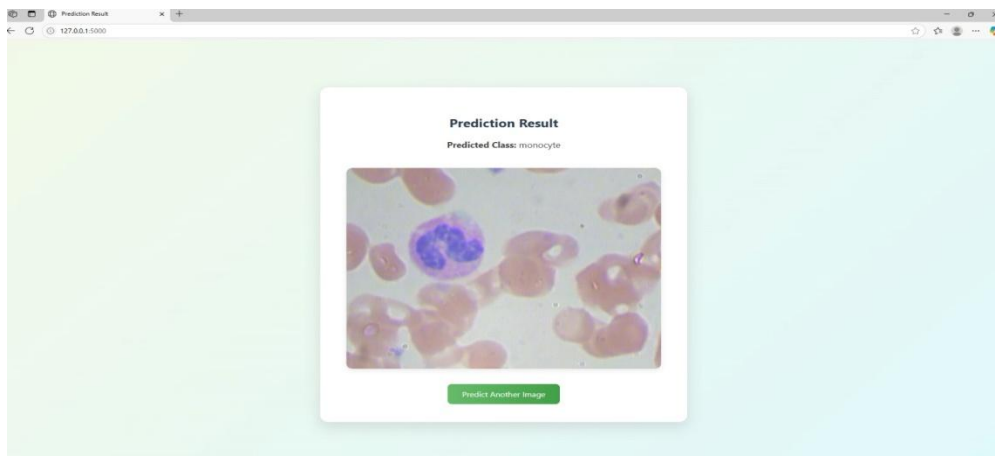 Prediction Result
127.0.0.1:5000
Prediction Result
Predicted Class: monocyte
Predict Another Image